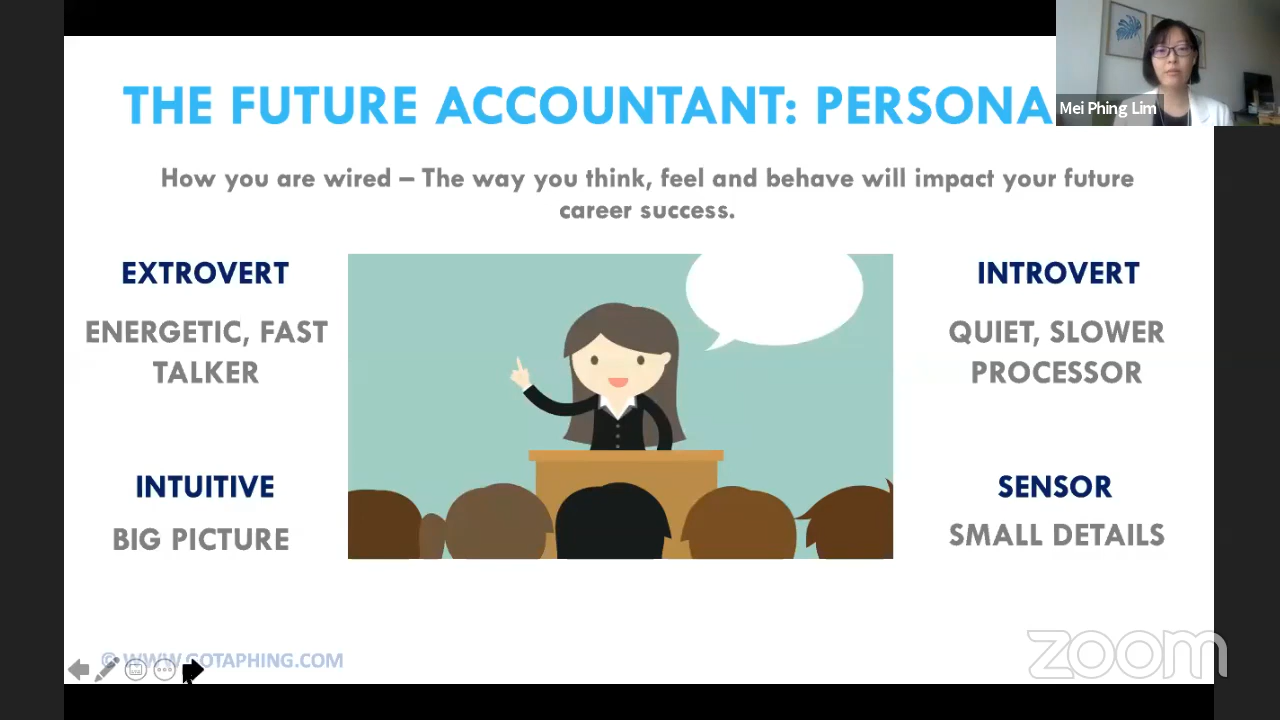 THE FUTURE ACCOUNTANT: PERSONA
Mei Phing Lim
How you are wired – The way you think, feel and behave will impact your future
career success.
EXTROVERT
ENERGETIC, FAST
TALKER
INTROVERT
QUIET, SLOWER
PROCESSOR
INTUITIVE
BIG PICTURE
SENSOR
SMALL DETAILS
© WWW.GOTAPHING.COM
zoom